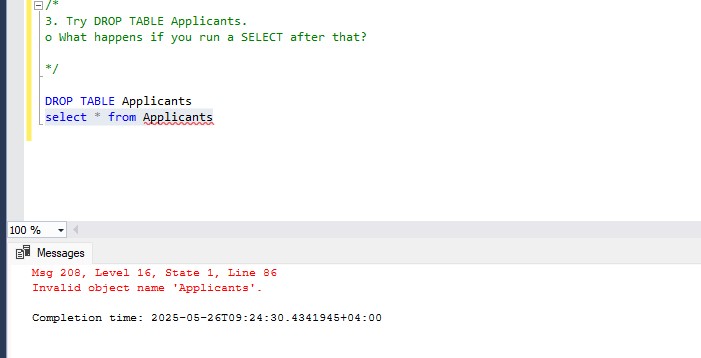 /*
3. Try DROP TABLE Applicants.
o What happens if you run a SELECT after that?
*/
DROP TABLE Applicants
select * from Applicants
100 %
Messages
Msg 208, Level 16, State 1, Line 86
Invalid object name 'Applicants'.
Completion time: 2025-05-26T09:24:30.4341945+04:00